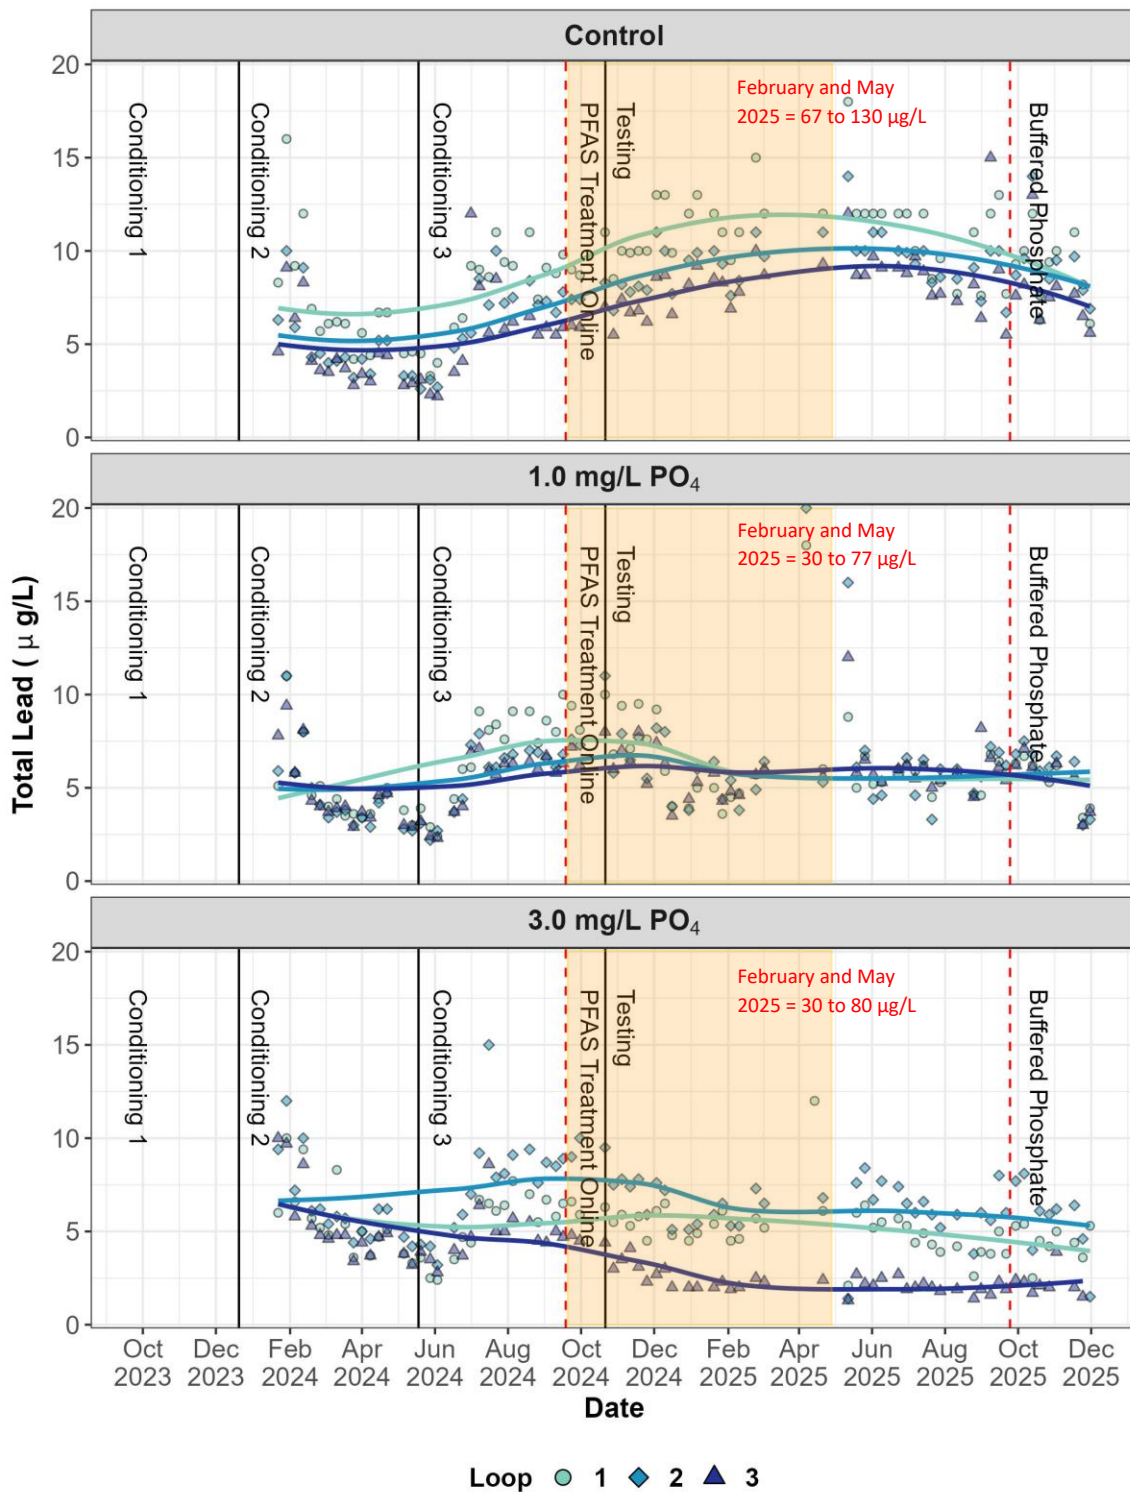 Control
20
15
10
5
0
Conditioning 1
Conditioning 2
Conditioning 3
PFAS Treatment Online
Testing
February and May
2025 = 67 to 130 µg/L
Buffered Phosphate
1.0 mg/L PO₄
20
15
10
5
0
Conditioning 1
Conditioning 2
Conditioning 3
PFAS Treatment Online
Testing
February and May
2025 = 30 to 77 µg/L
Buffered Phosphate
Total Lead ( µ g/L)
3.0 mg/L PO₄
20
15
10
5
0
Conditioning 1
Conditioning 2
Conditioning 3
PFAS Treatment Online
Testing
February and May
2025 = 30 to 80 µg/L
Buffered Phosphate
Oct Dec Feb Apr Jun Aug Oct Dec Feb Apr Jun Aug Oct Dec
2023 2023 2024 2024 2024 2024 2024 2024 2025 2025 2025 2025 2025 2025
Date
Loop 1 2 3